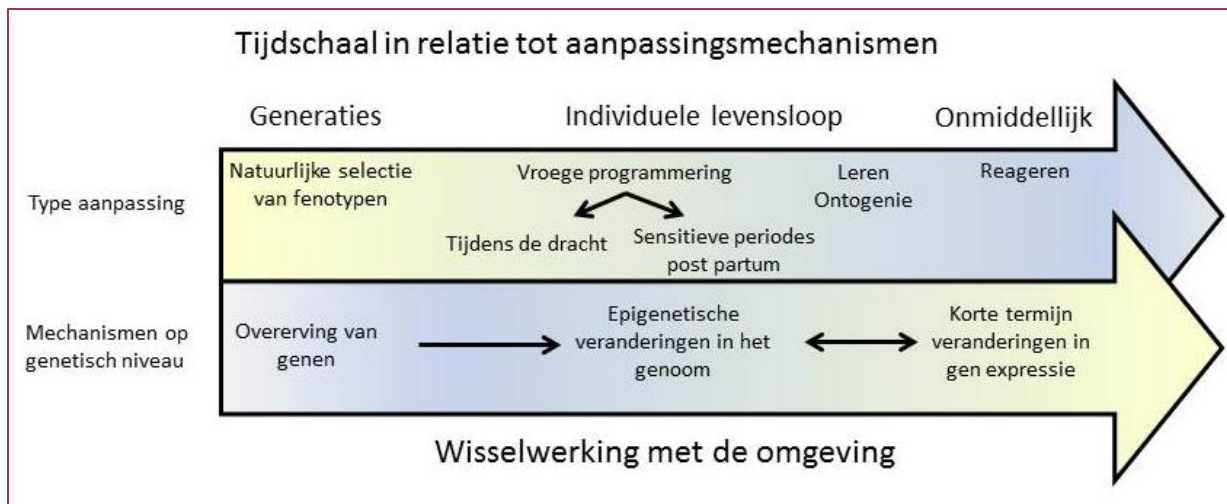 Tijdschaal in relatie tot aanpassingsmechanismen
Generaties
Individuele levensloop
Onmiddellijk
Type aanpassing
Natuurlijke selectie
van fenotypen
Vroege programmering
Tijdens de dracht
Sensitieve periodes
post partum
Leren
Ontogenie
Reageren
Mechanismen op
genetisch niveau
Overerving van
genen
Epigenetische
veranderingen in het
genoom
Korte termijn
veranderingen in
gen expressie
Wisselwerking met de omgeving